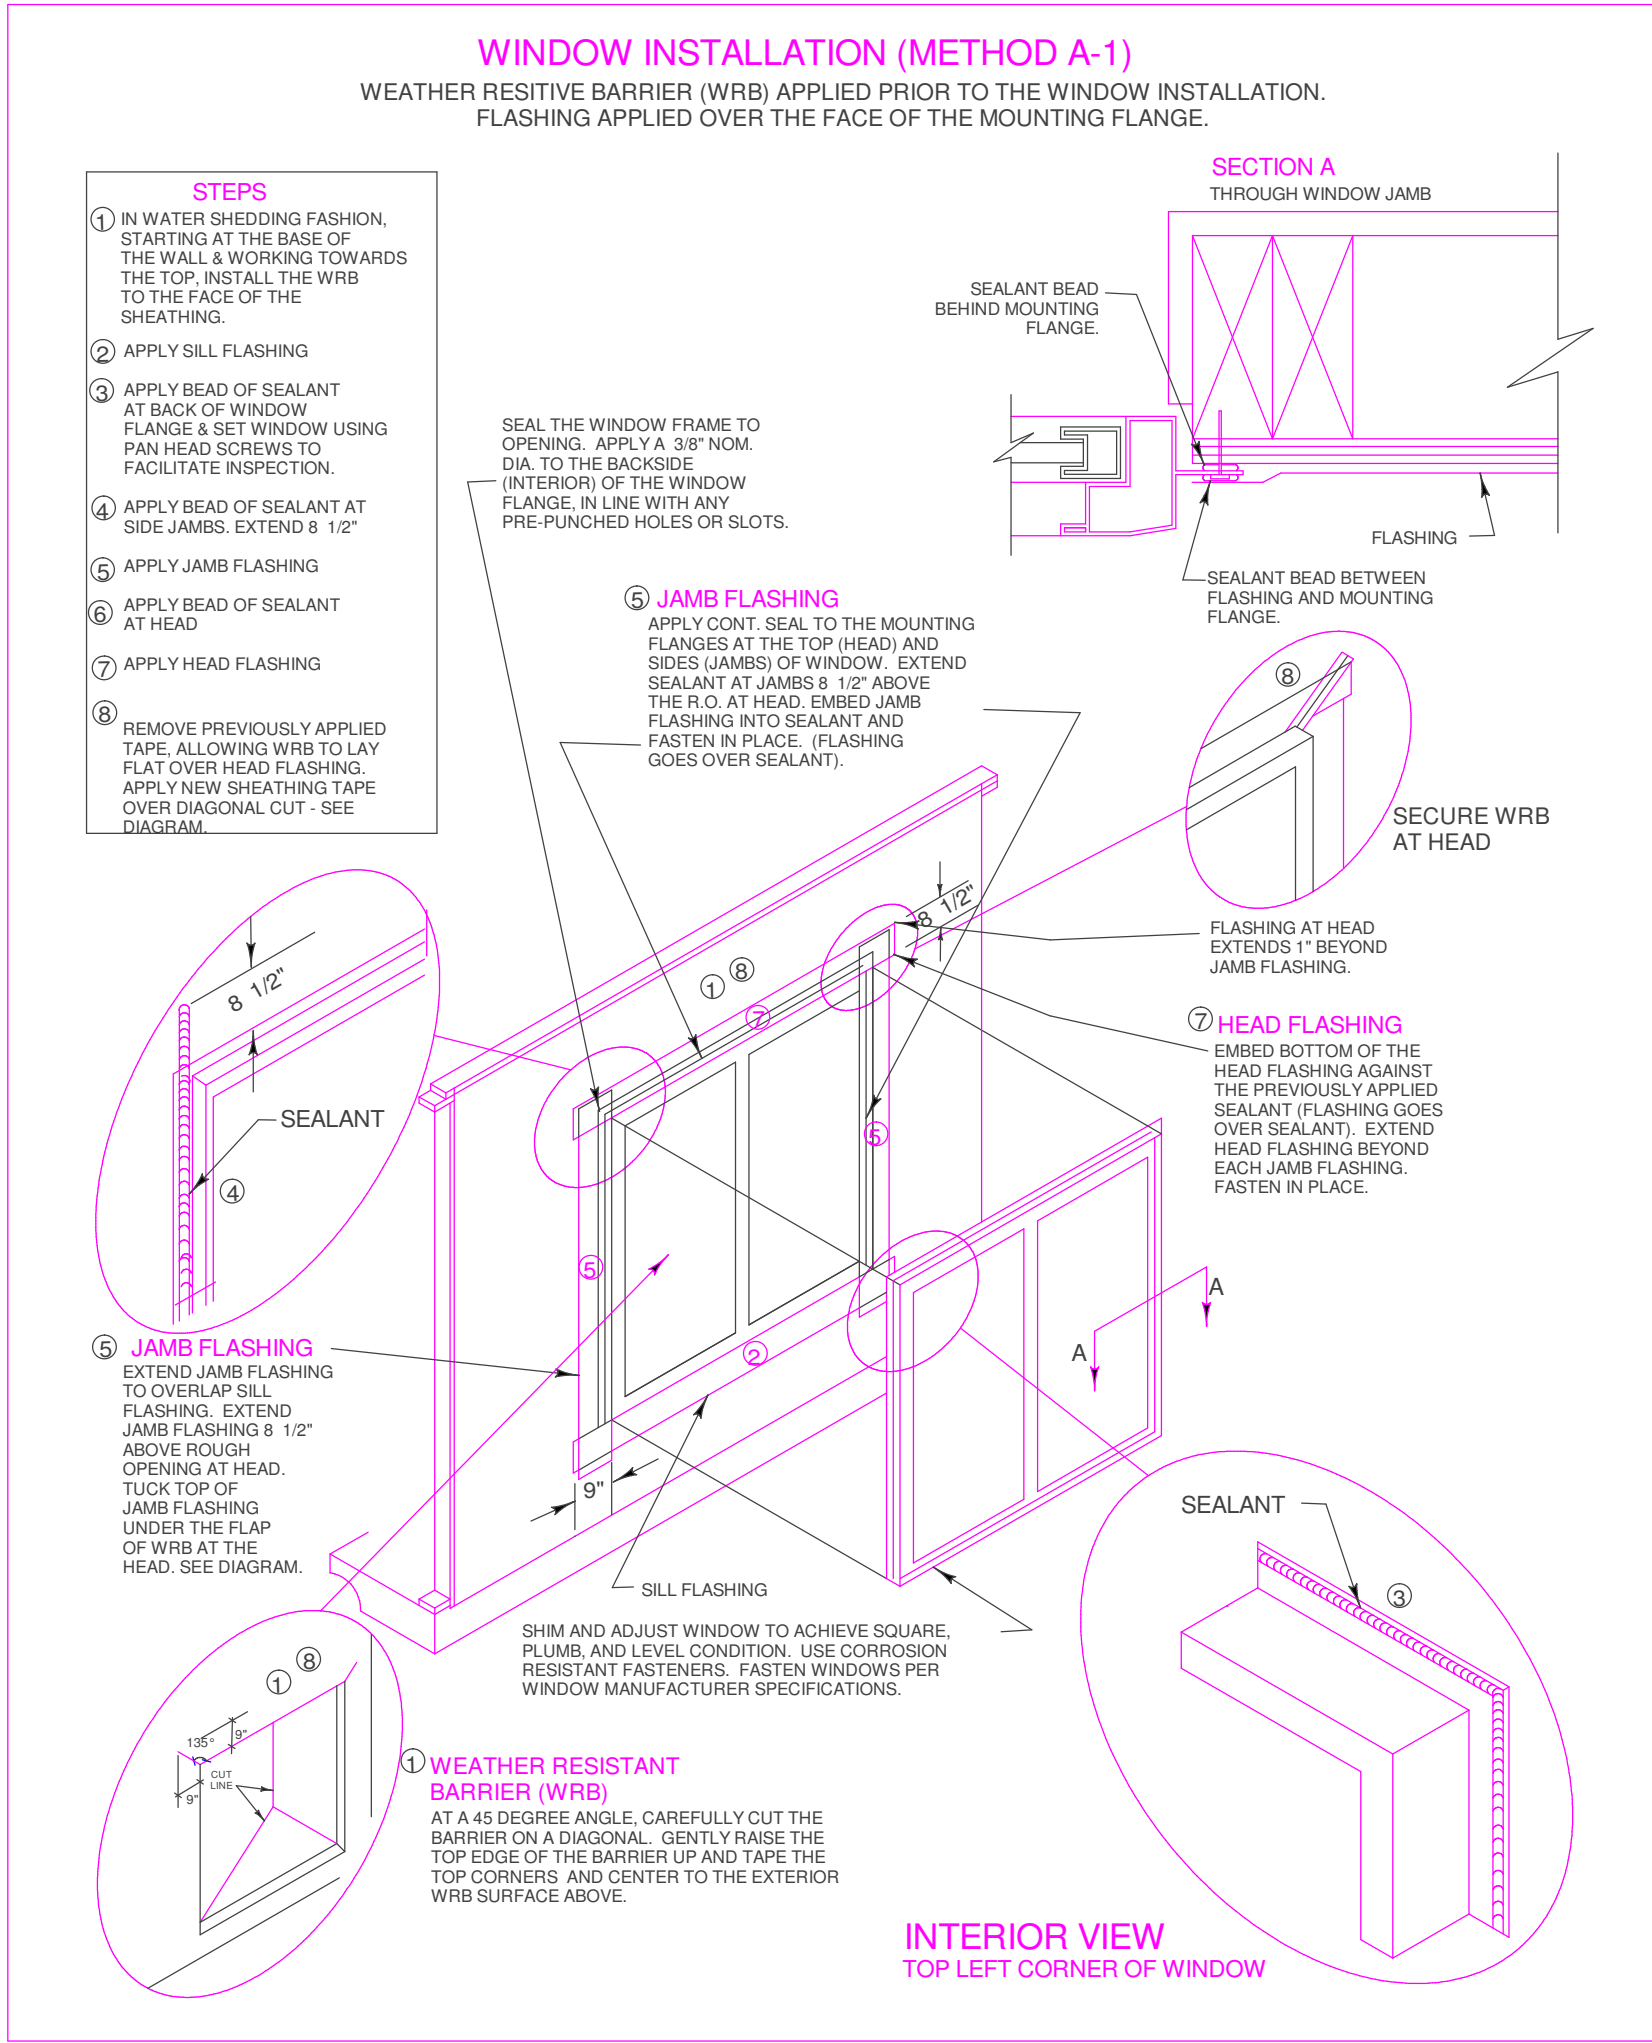 WINDOW INSTALLATION (METHOD A-1)
WEATHER RESITIVE BARRIER (WRB) APPLIED PRIOR TO THE WINDOW INSTALLATION.
FLASHING APPLIED OVER THE FACE OF THE MOUNTING FLANGE.
STEPS
1 IN WATER SHEDDING FASHION,
STARTING AT THE BASE OF
THE WALL & WORKING TOWARDS
THE TOP, INSTALL THE WRB
TO THE FACE OF THE
SHEATHING.
2 APPLY SILL FLASHING
3 APPLY BEAD OF SEALANT
AT BACK OF WINDOW
FLANGE & SET WINDOW USING
PAN HEAD SCREWS TO
FACILITATE INSPECTION.
4 APPLY BEAD OF SEALANT AT
SIDE JAMBS. EXTEND 8 1/2"
5 APPLY JAMB FLASHING
6 APPLY BEAD OF SEALANT
AT HEAD
7 APPLY HEAD FLASHING
8
REMOVE PREVIOUSLY APPLIED
TAPE, ALLOWING WRB TO LAY
FLAT OVER HEAD FLASHING.
APPLY NEW SHEATHING TAPE
OVER DIAGONAL CUT - SEE
DIAGRAM.
SECTION A
THROUGH WINDOW JAMB
SEALANT BEAD
BEHIND MOUNTING
FLANGE.
FLASHING
SEALANT BEAD BETWEEN
FLASHING AND MOUNTING
FLANGE.
SEAL THE WINDOW FRAME TO
OPENING. APPLY A 3/8" NOM.
DIA. TO THE BACKSIDE
(INTERIOR) OF THE WINDOW
FLANGE, IN LINE WITH ANY
PRE-PUNCHED HOLES OR SLOTS.
5 JAMB FLASHING
APPLY CONT. SEAL TO THE MOUNTING
FLANGES AT THE TOP (HEAD) AND
SIDES (JAMBS) OF WINDOW. EXTEND
SEALANT AT JAMBS 8 1/2" ABOVE
THE R.O. AT HEAD. EMBED JAMB
FLASHING INTO SEALANT AND
FASTEN IN PLACE. (FLASHING
GOES OVER SEALANT).
8
SECURE WRB
AT HEAD
8 1/2"
FLASHING AT HEAD
EXTENDS 1" BEYOND
JAMB FLASHING.
7 HEAD FLASHING
EMBED BOTTOM OF THE
HEAD FLASHING AGAINST
THE PREVIOUSLY APPLIED
SEALANT (FLASHING GOES
OVER SEALANT). EXTEND
HEAD FLASHING BEYOND
EACH JAMB FLASHING.
FASTEN IN PLACE.
8 1/2"
SEALANT
4
1 8
7
5
5
2
9"
A
A
5 JAMB FLASHING
EXTEND JAMB FLASHING
TO OVERLAP SILL
FLASHING. EXTEND
JAMB FLASHING 8 1/2"
ABOVE ROUGH
OPENING AT HEAD.
TUCK TOP OF
JAMB FLASHING
UNDER THE FLAP
OF WRB AT THE
HEAD. SEE DIAGRAM.
SILL FLASHING
SHIM AND ADJUST WINDOW TO ACHIEVE SQUARE,
PLUMB, AND LEVEL CONDITION. USE CORROSION
RESISTANT FASTENERS. FASTEN WINDOWS PER
WINDOW MANUFACTURER SPECIFICATIONS.
SEALANT
3
1 8
135°
9"
CUT
LINE
9"
1 WEATHER RESISTANT
BARRIER (WRB)
AT A 45 DEGREE ANGLE, CAREFULLY CUT THE
BARRIER ON A DIAGONAL. GENTLY RAISE THE
TOP EDGE OF THE BARRIER UP AND TAPE THE
TOP CORNERS AND CENTER TO THE EXTERIOR
WRB SURFACE ABOVE.
INTERIOR VIEW
TOP LEFT CORNER OF WINDOW